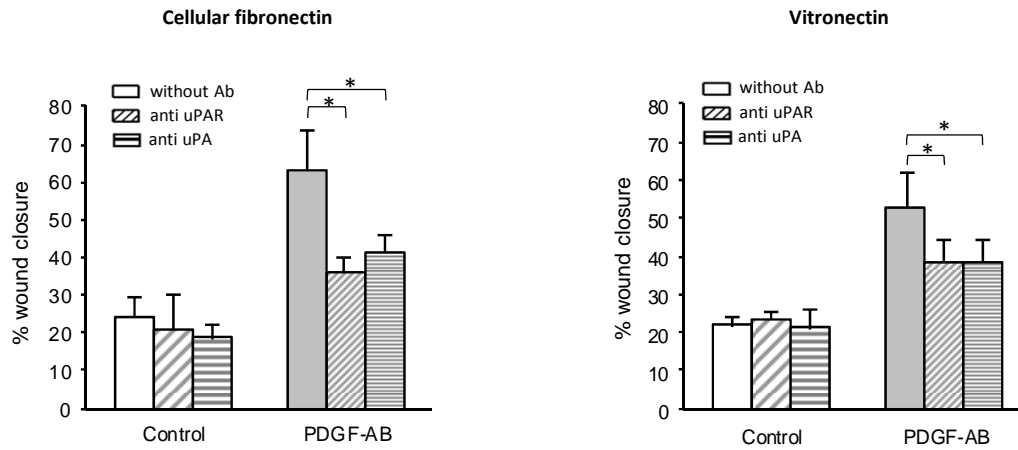 Cellular fibronectin
% wound closure
without Ab
anti uPAR
anti uPA
80
70
60
50
40
30
20
10
0
*
*
Control
PDGF-AB
Vitronectin
% wound closure
without Ab
anti uPAR
anti uPA
80
70
60
50
40
30
20
10
0
*
*
Control
PDGF-AB